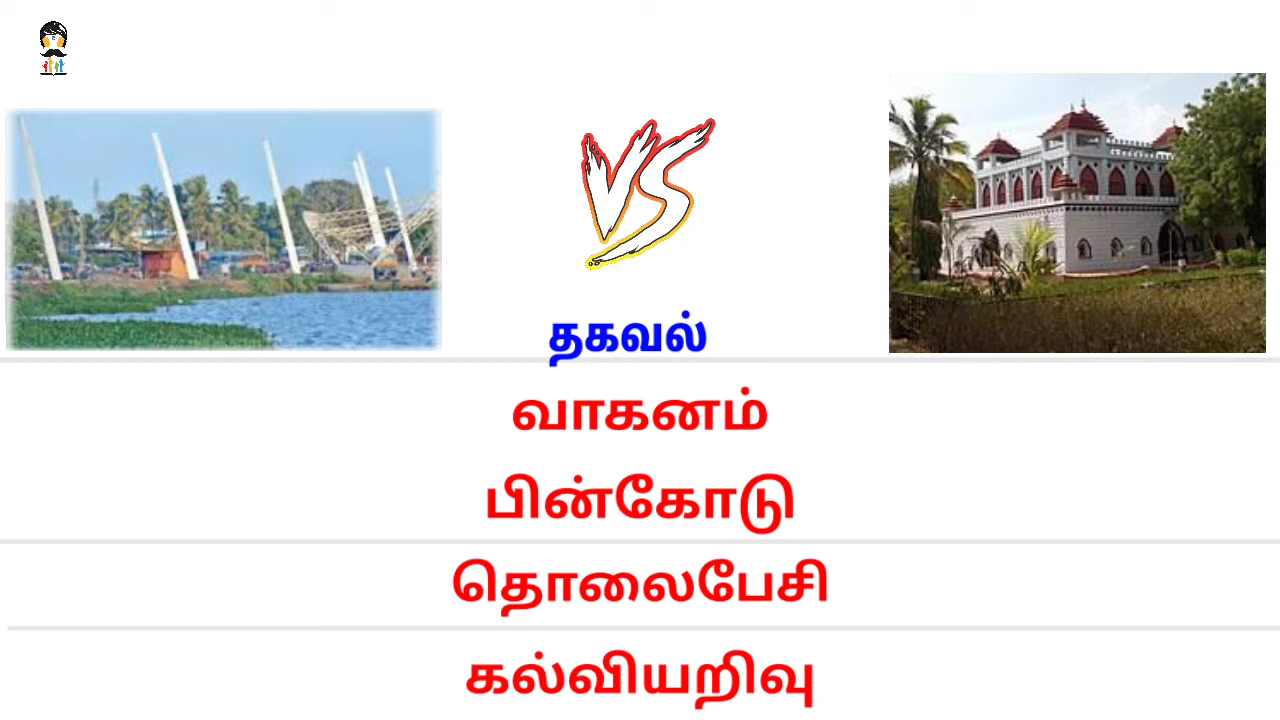 VS
தகவல்
வாகனம்
பின்கோடு
தொலைபேசி
கல்வியறிவு